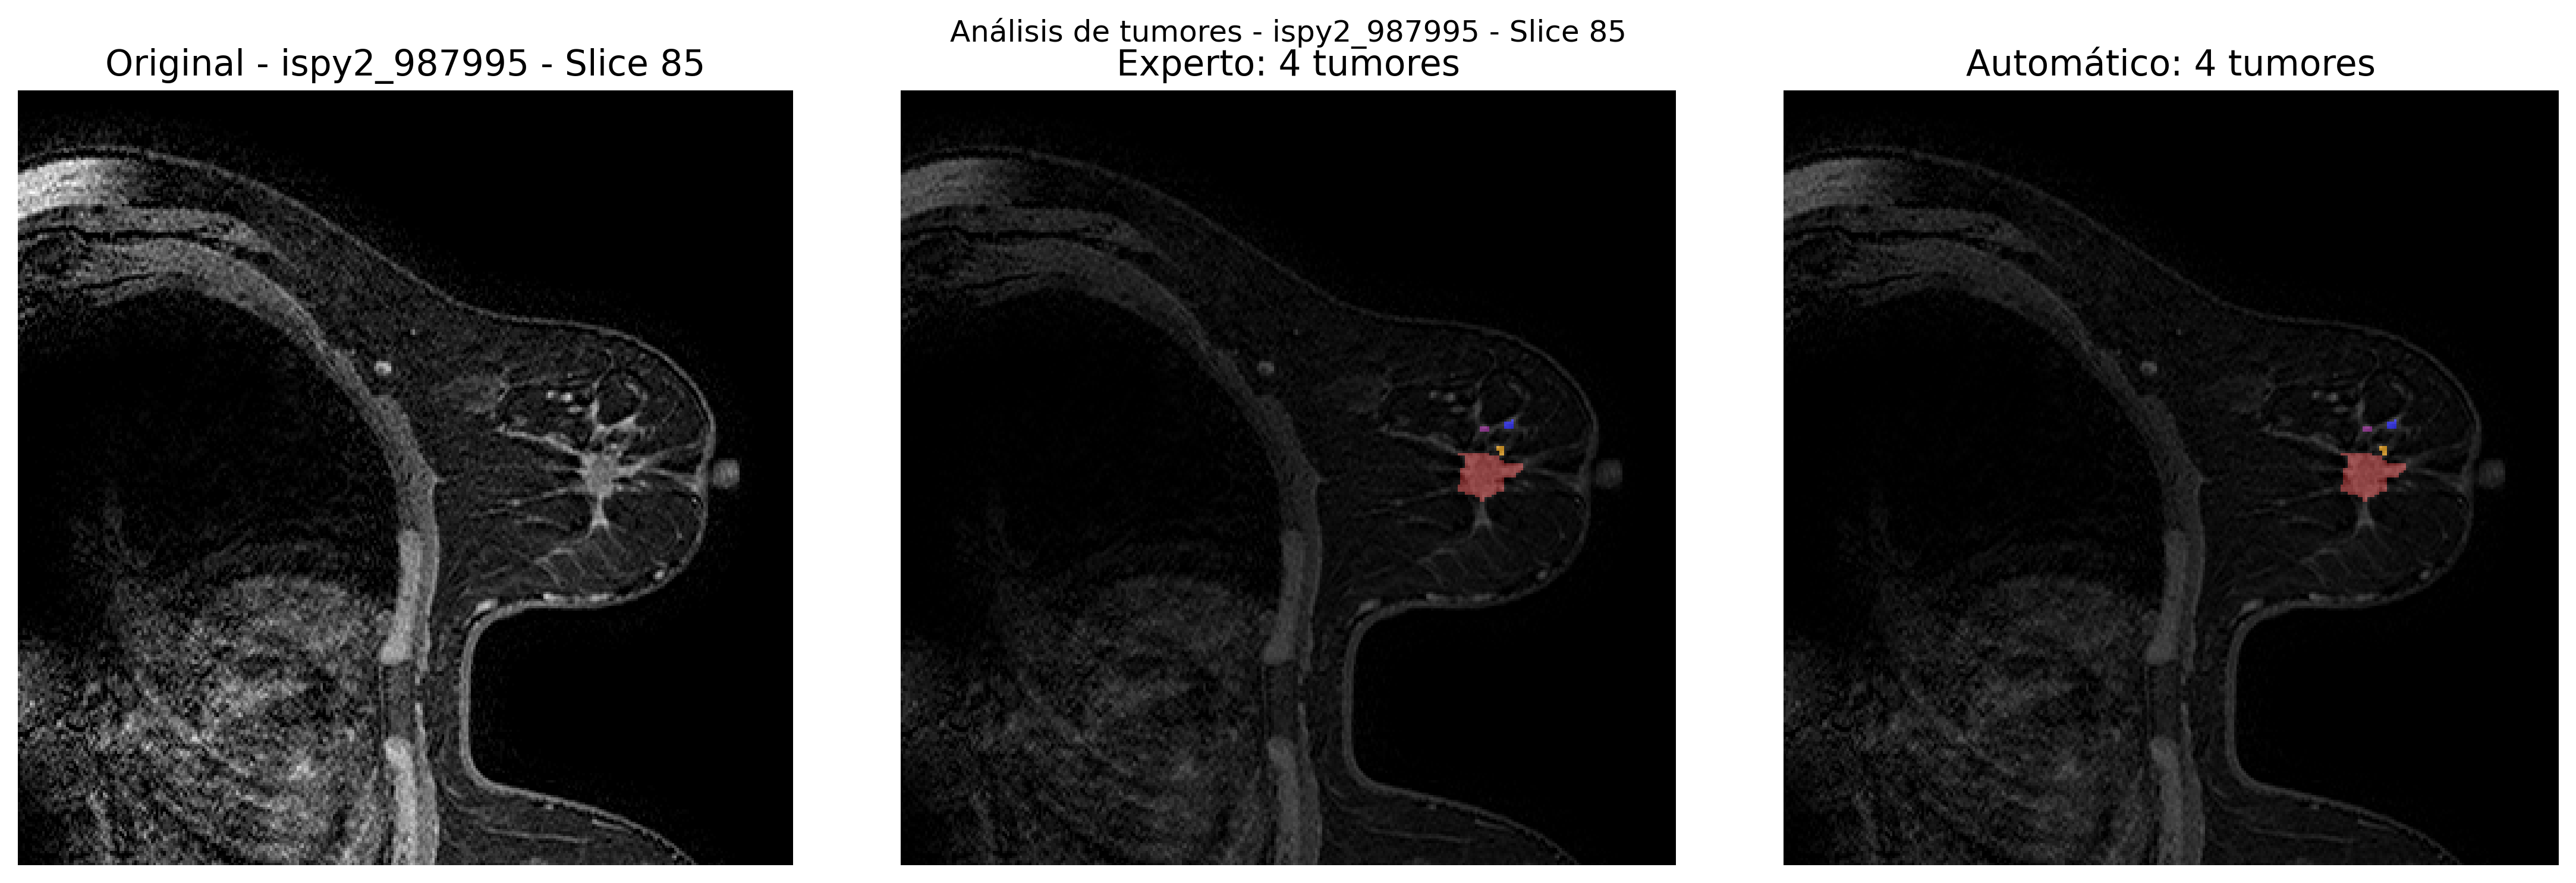 Análisis de tumores - ispy2_987995 - Slice 85
Original - ispy2_987995 - Slice 85
Experto: 4 tumores
Automático: 4 tumores